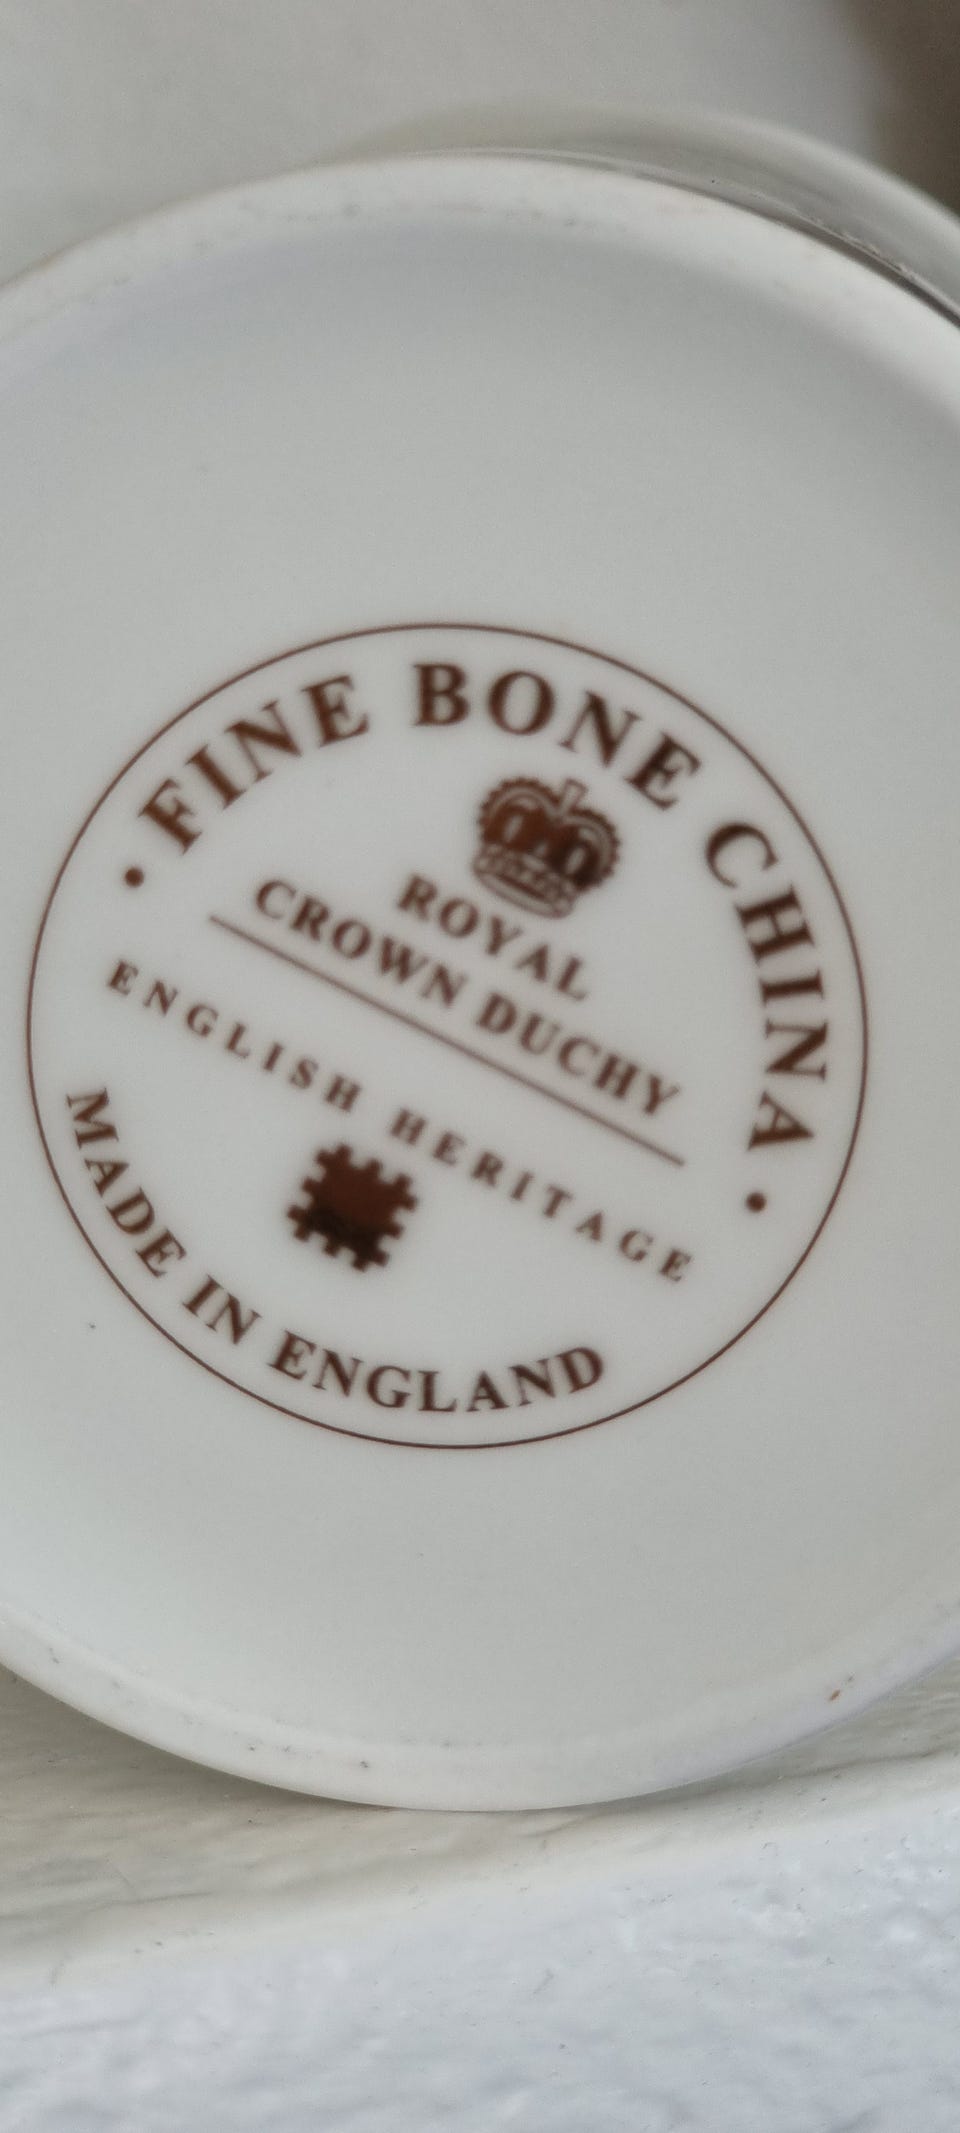 • FINE BONE CHINA •
ROYAL
CROWN DUCHY
ENGLISH HERITAGE
MADE IN ENGLAND